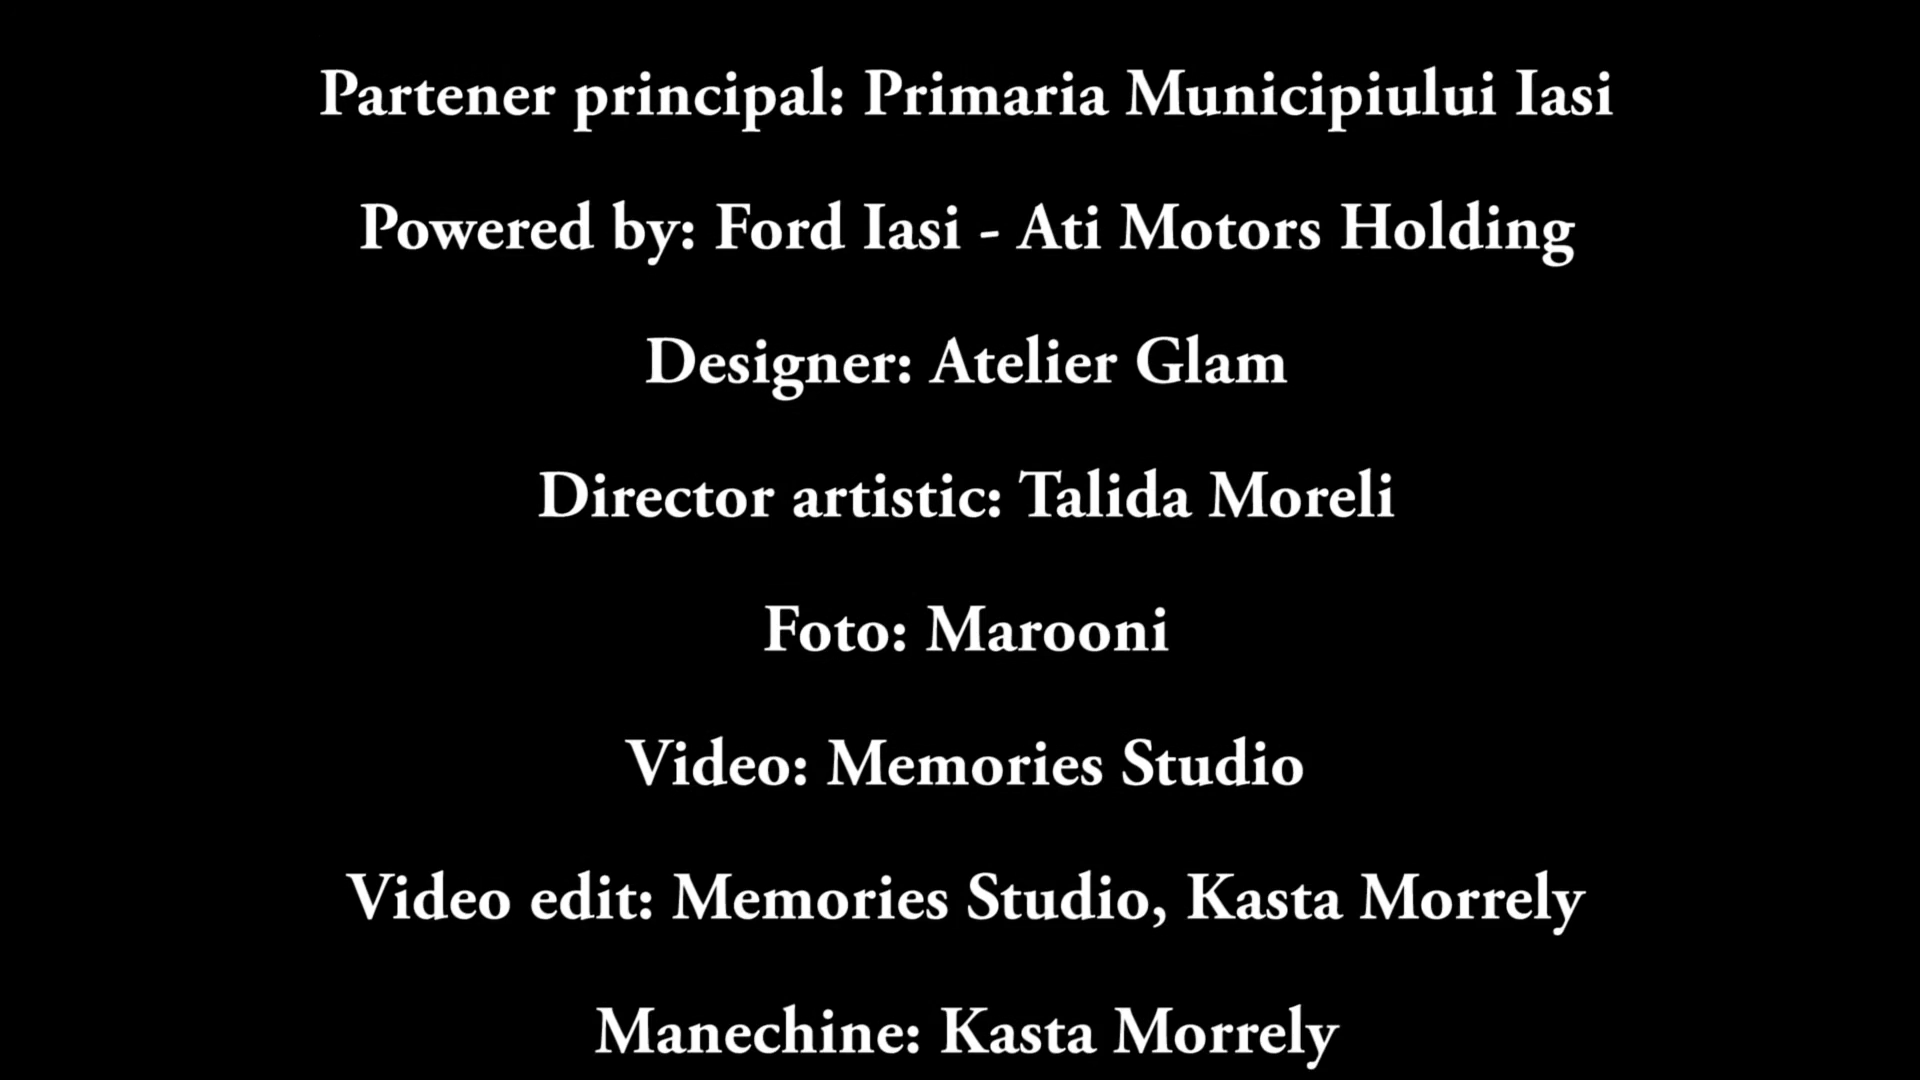 Partener principal: Primaria Municipiului Iasi
Powered by: Ford Iasi - Ati Motors Holding
Designer: Atelier Glam
Director artistic: Talida Moreli
Foto: Marooni
Video: Memories Studio
Video edit: Memories Studio, Kasta Morrely
Manechine: Kasta Morrely